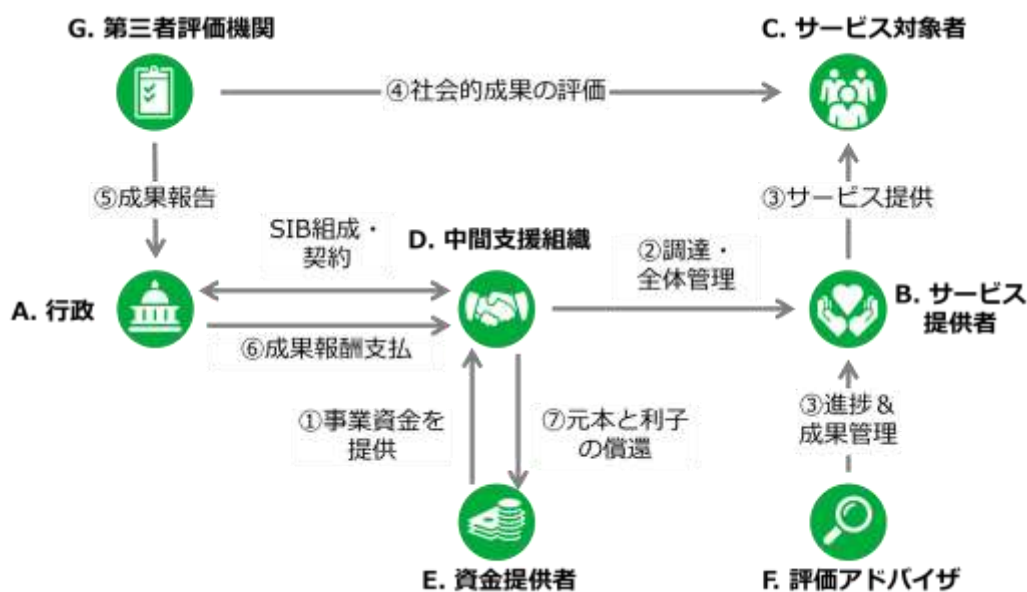 G. 第三者評価機関
C. サービス対象者
④社会的成果の評価
⑤成果報告
③サービス提供
SIB組成・
契約
D. 中間支援組織
②調達・
全体管理
A. 行政
B. サービス
提供者
⑥成果報酬支払
①事業資金を
提供
⑦元本と利子
の償還
③進捗＆
成果管理
E. 資金提供者
F. 評価アドバイザ